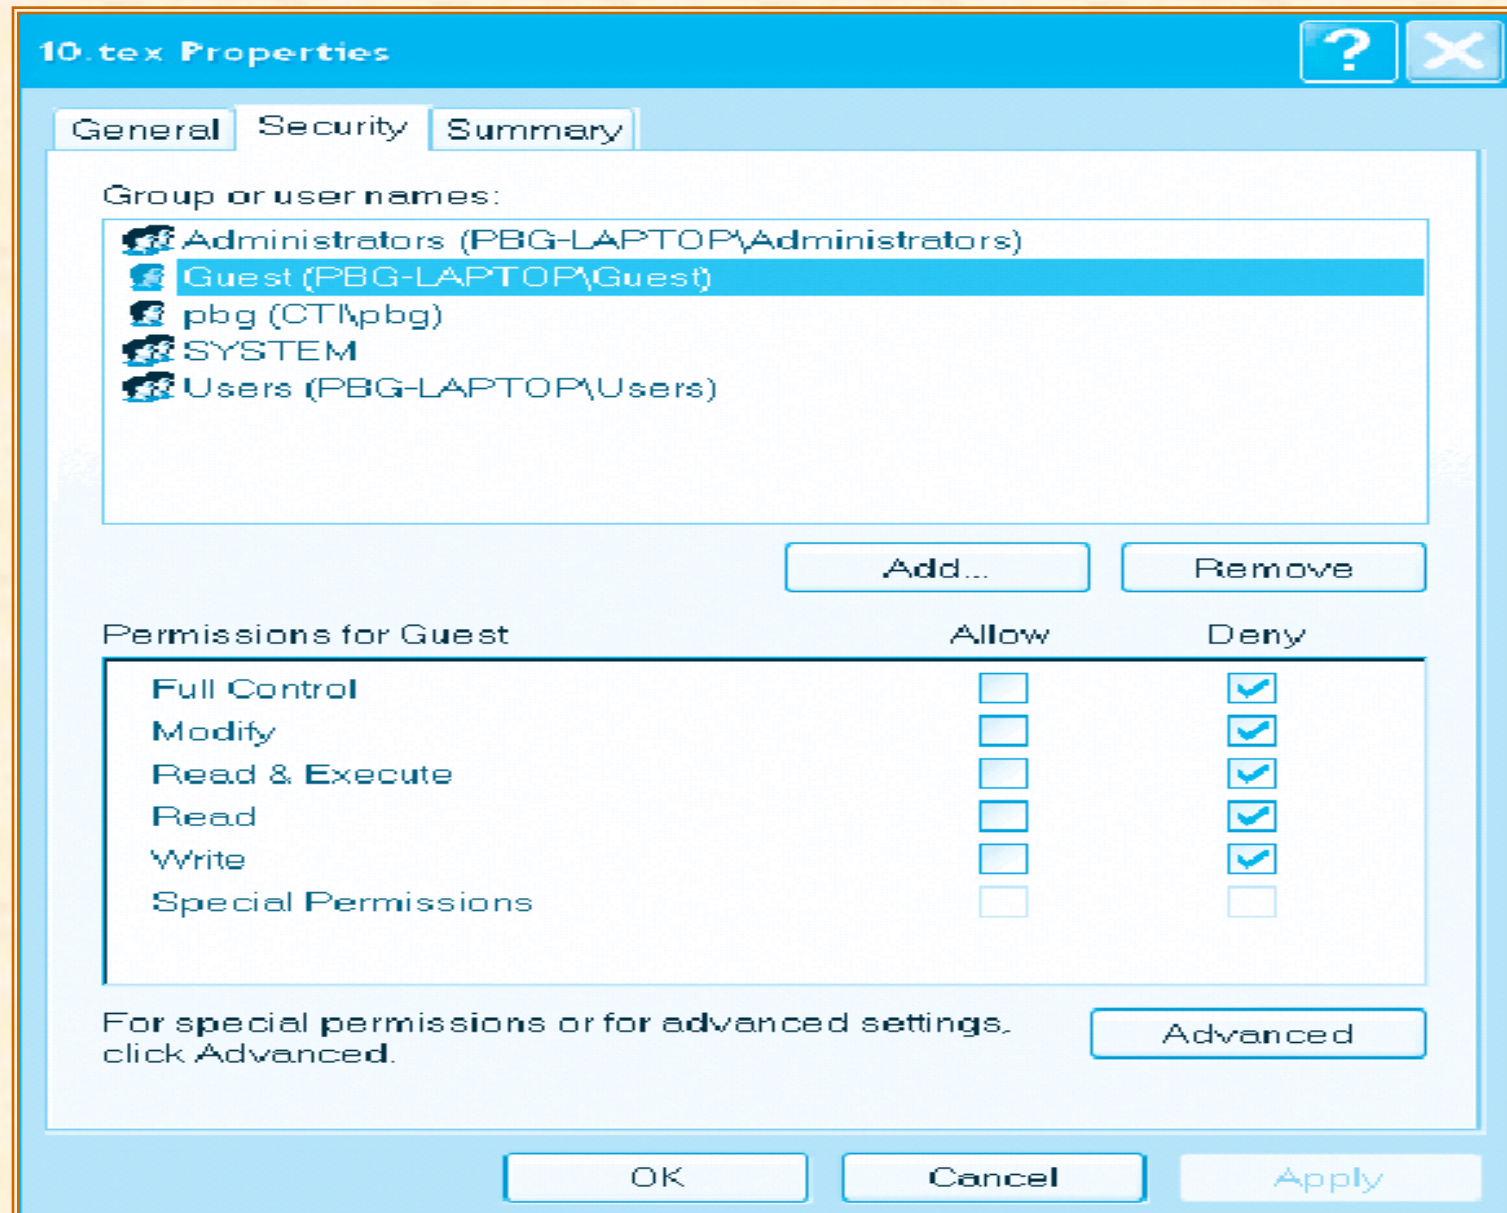 10.tex Properties
?
General Security Summary
Group or user names:
Administrators (PBG-LAPTOP\Administrators)
Guest (PBG-LAPTOP\Guest)
pbg (CTI\pbg)
SYSTEM
Users (PBG-LAPTOP\Users)
Add... Remove
Permissions for Guest Allow Deny
Full Control
Modify
Read & Execute
Read
Write
Special Permissions
For special permissions or for advanced settings,
click Advanced.
Advanced
OK Cancel Apply